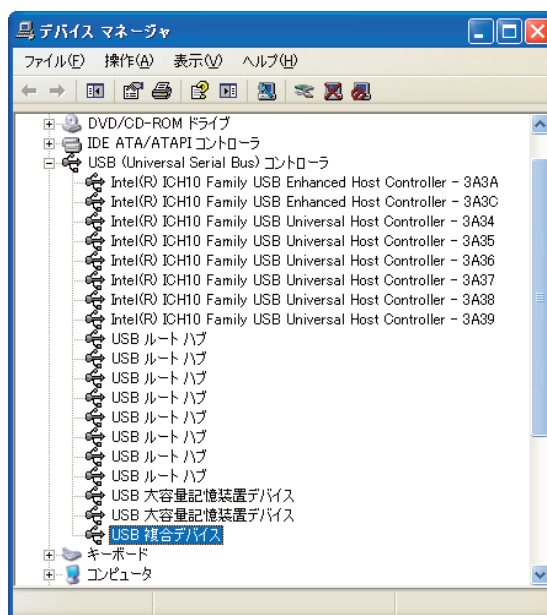 デバイス マネージャ
ファイル(F) 操作(A) 表示(V) ヘルプ(H)
DVD/CD-ROM ドライブ
IDE ATA/ATAPI コントローラ
USB (Universal Serial Bus) コントローラ
Intel(R) ICH10 Family USB Enhanced Host Controller - 3A3A
Intel(R) ICH10 Family USB Enhanced Host Controller - 3A3C
Intel(R) ICH10 Family USB Universal Host Controller - 3A34
Intel(R) ICH10 Family USB Universal Host Controller - 3A35
Intel(R) ICH10 Family USB Universal Host Controller - 3A36
Intel(R) ICH10 Family USB Universal Host Controller - 3A37
Intel(R) ICH10 Family USB Universal Host Controller - 3A38
Intel(R) ICH10 Family USB Universal Host Controller - 3A39
USB ルート ハブ
USB ルート ハブ
USB ルート ハブ
USB ルート ハブ
USB ルート ハブ
USB ルート ハブ
USB ルート ハブ
USB ルート ハブ
USB 大容量記憶装置デバイス
USB 大容量記憶装置デバイス
USB 複合デバイス
キーボード
コンピュータ